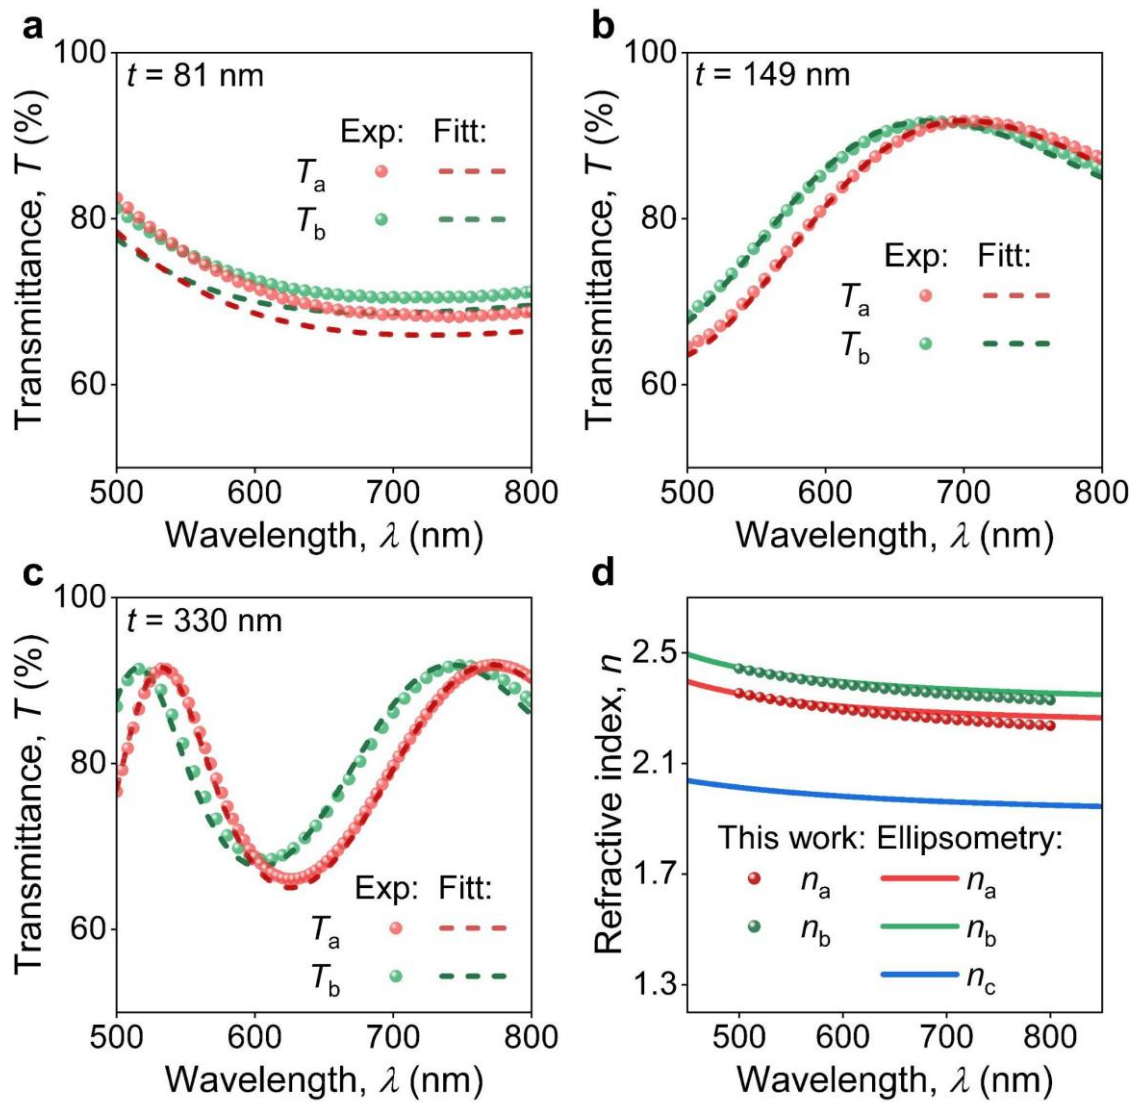 a
t = 81 nm
Exp: Fitt:
Ta
Tb
100
80
60
500 600 700 800
Transmittance, T (%)
Wavelength, λ (nm)
b
t = 149 nm
Exp: Fitt:
Ta
Tb
100
80
60
500 600 700 800
Transmittance, T (%)
Wavelength, λ (nm)
c
t = 330 nm
Exp: Fitt:
Ta
Tb
100
80
60
500 600 700 800
Transmittance, T (%)
Wavelength, λ (nm)
d
2.5
2.1
1.7
1.3
This work: Ellipsometry:
na na
nb nb
nc
500 600 700 800
Refractive index, n
Wavelength, λ (nm)